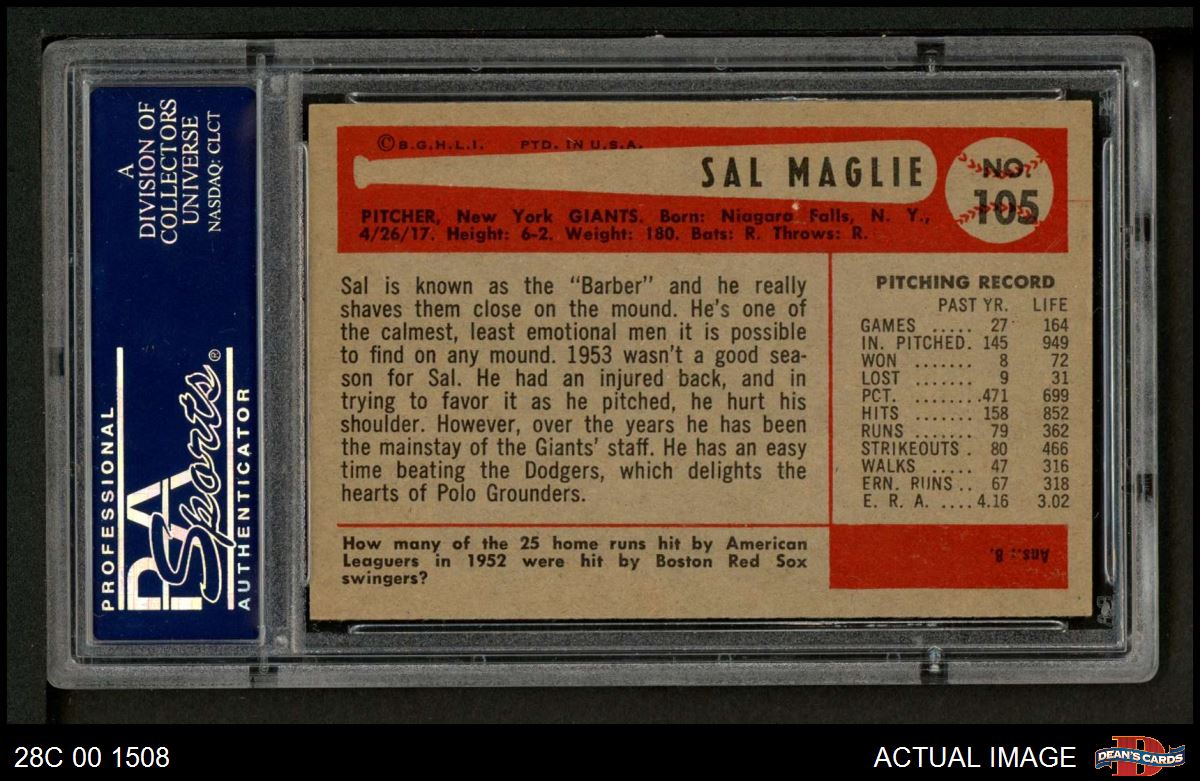 A
DIVISION OF
COLLECTORS
UNIVERSE
NASDAQ: CLCT
PROFESSIONAL
PSA
Sports®
AUTHENTICATOR
©B.G.H.L.I. PTD. IN U.S.A.
SAL MAGLIE
NO.
105
PITCHER, New York GIANTS. Born: Niagara Falls, N. Y.,
4/26/17. Height: 6-2. Weight: 180. Bats: R. Throws: R.
Sal is known as the "Barber" and he really
shaves them close on the mound. He's one of
the calmest, least emotional men it is possible
to find on any mound. 1953 wasn't a good sea-
son for Sal. He had an injured back, and in
trying to favor it as he pitched, he hurt his
shoulder. However, over the years he has been
the mainstay of the Giants' staff. He has an easy
time beating the Dodgers, which delights the
hearts of Polo Grounders.
PITCHING RECORD
PAST YR. LIFE
GAMES ..... 27 164
IN. PITCHED. 145 949
WON ....... 8 72
LOST ....... 9 31
PCT. ....... .471 699
HITS ....... 158 852
RUNS ....... 79 362
STRIKEOUTS . 80 466
WALKS ..... 47 316
ERN. RUNS .. 67 318
E. R. A. .... 4.16 3.02
How many of the 25 home runs hit by American
Leaguers in 1952 were hit by Boston Red Sox
swingers?
Ans.: 8.
28C 00 1508
ACTUAL IMAGE
D
DEAN'S CARDS